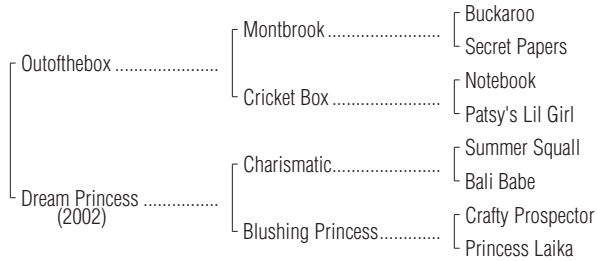 Buckaroo
Montbrook
Secret Papers
Outofthebox
Notebook
Cricket Box
Patsy's Lil Girl
Summer Squall
Charismatic
Bali Babe
Dream Princess
(2002)
Crafty Prospector
Blushing Princess
Princess Laika